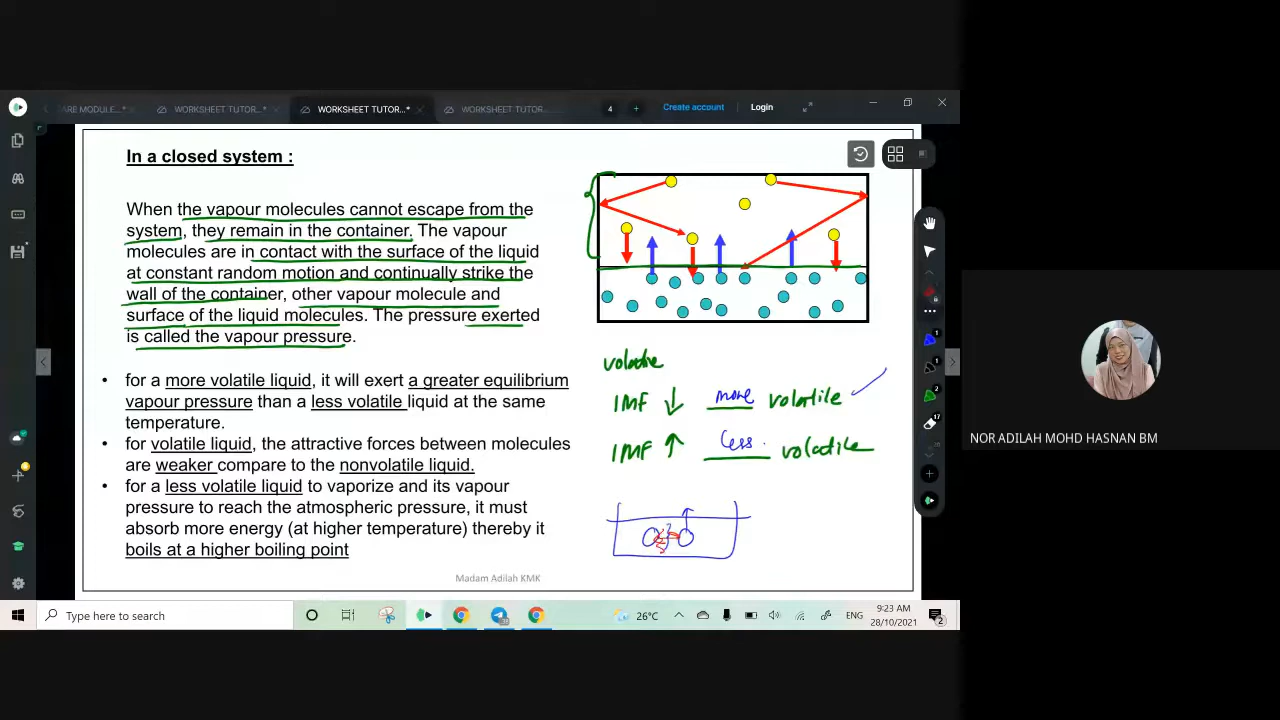 ARE MODULE...*
WORKSHEET TUTOR...*
WORKSHEET TUTOR...*
WORKSHEET TUTOR...
4
Create account
Login
In a closed system :
When the vapour molecules cannot escape from the
system, they remain in the container. The vapour
molecules are in contact with the surface of the liquid
at constant random motion and continually strike the
wall of the container, other vapour molecule and
surface of the liquid molecules. The pressure exerted
is called the vapour pressure.
• for a more volatile liquid, it will exert a greater equilibrium
vapour pressure than a less volatile liquid at the same
temperature.
• for volatile liquid, the attractive forces between molecules
are weaker compare to the nonvolatile liquid.
• for a less volatile liquid to vaporize and its vapour
pressure to reach the atmospheric pressure, it must
absorb more energy (at higher temperature) thereby it
boils at a higher boiling point
IMF ↓ more volatile
IMF ↑ less volatile
Madam Adilah KMK
NOR ADILAH MOHD HASNAN BM
Type here to search
26°C
ENG
9:23 AM
28/10/2021
2